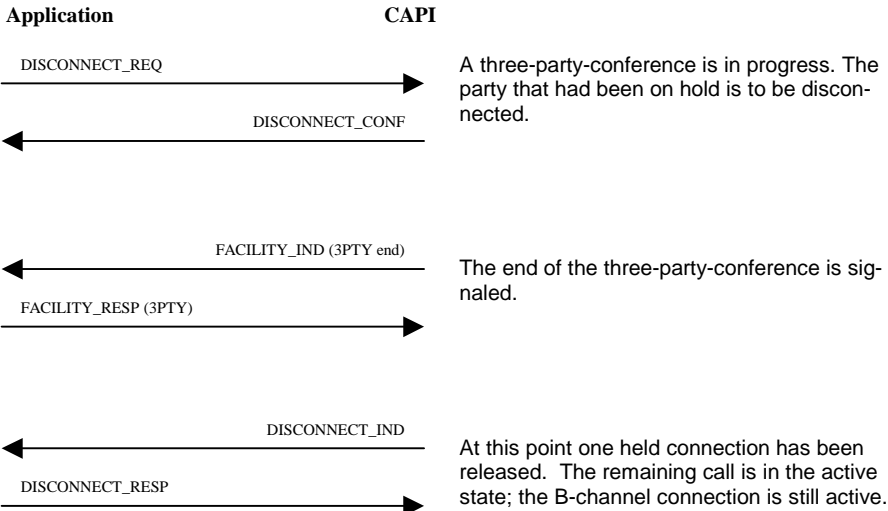 Application CAPI
DISCONNECT_REQ
A three-party-conference is in progress. The
party that had been on hold is to be discon-
nected.
DISCONNECT_CONF
FACILITY_IND (3PTY end)
The end of the three-party-conference is sig-
naled.
FACILITY_RESP (3PTY)
DISCONNECT_IND
At this point one held connection has been
released.  The remaining call is in the active
state; the B-channel connection is still active.
DISCONNECT_RESP